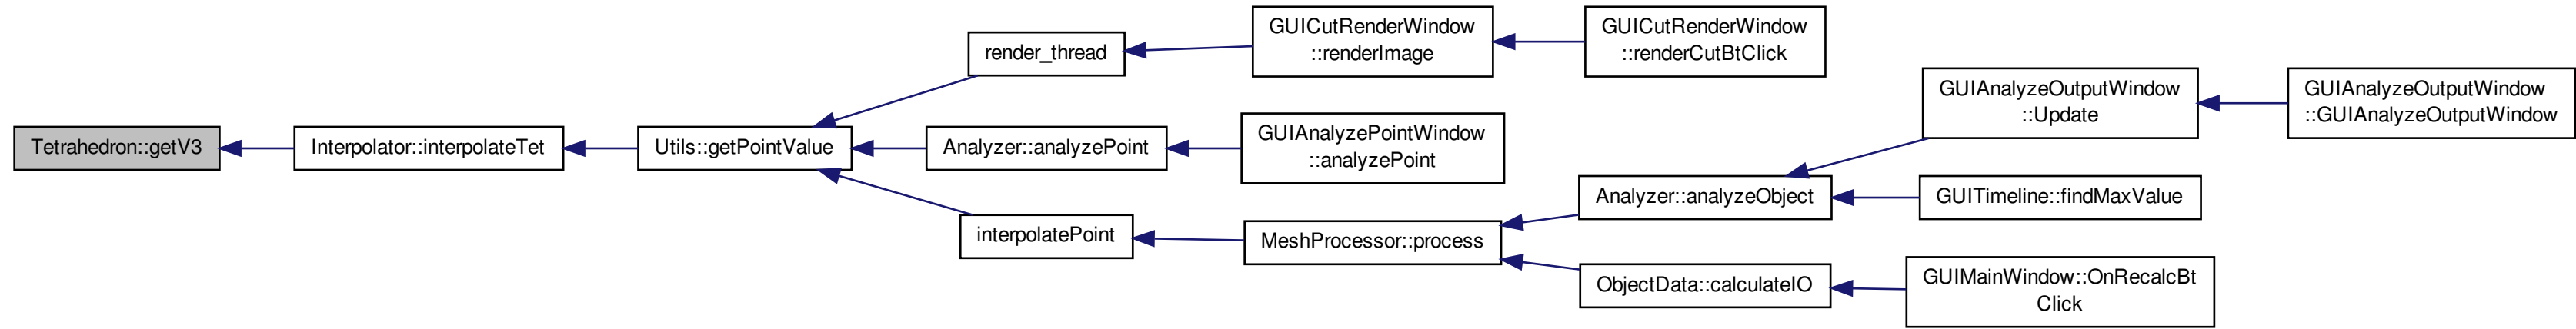 Tetrahedron::getV3
Interpolator::interpolateTet
Utils::getPointValue
render_thread
GUICutRenderWindow
::renderImage
GUICutRenderWindow
::renderCutBtClick
Analyzer::analyzePoint
GUIAnalyzePointWindow
::analyzePoint
interpolatePoint
MeshProcessor::process
Analyzer::analyzeObject
GUIAnalyzeOutputWindow
::Update
GUIAnalyzeOutputWindow
::GUIAnalyzeOutputWindow
GUITimeline::findMaxValue
ObjectData::calculateIO
GUIMainWindow::OnRecalcBt
Click